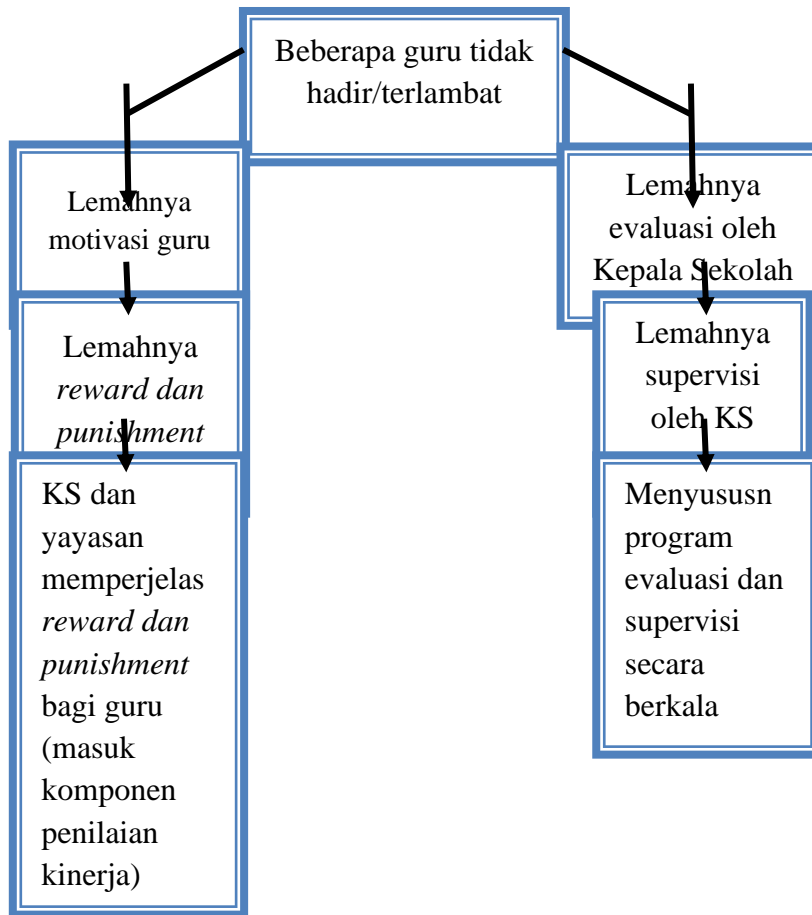 Beberapa guru tidak
hadir/terlambat
Lemahnya
motivasi guru
Lemahnya
reward dan
punishment
KS dan
yayasan
memperjelas
reward dan
punishment
bagi guru
(masuk
komponen
penilaian
kinerja)
Lemahnya
evaluasi oleh
Kepala Sekolah
Lemahnya
supervisi
oleh KS
Menyususn
program
evaluasi dan
supervisi
secara
berkala